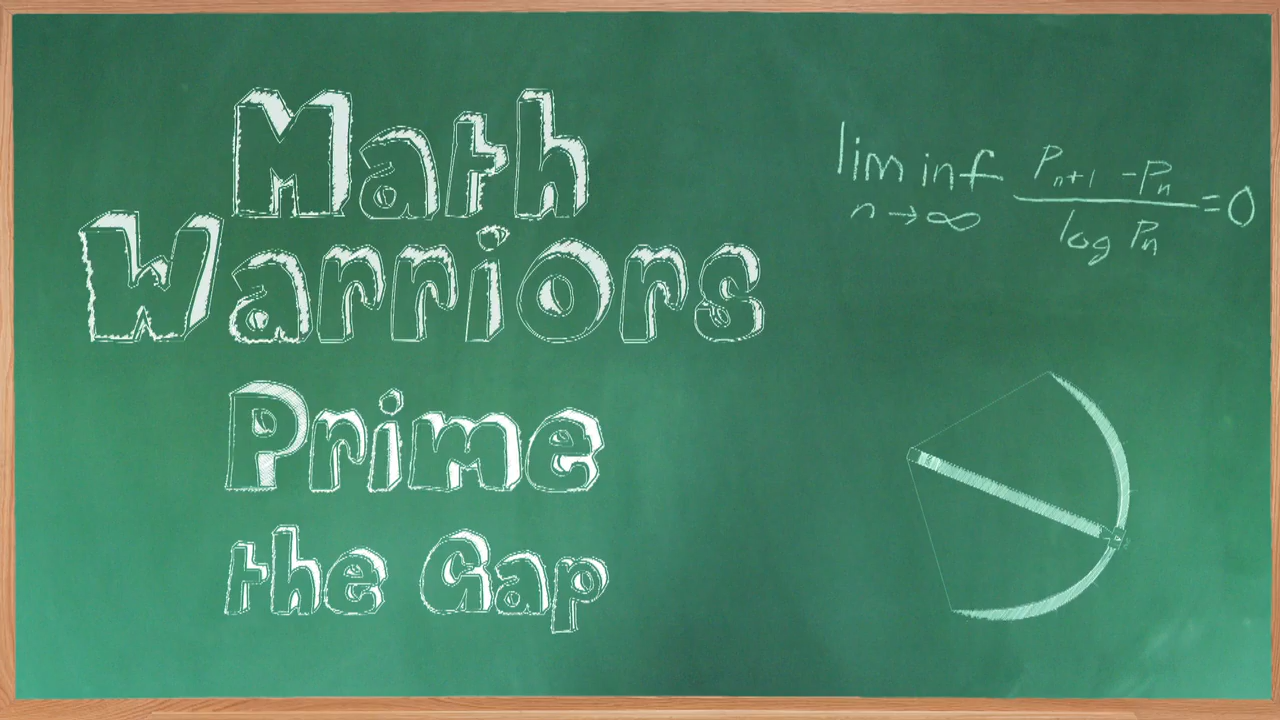 Math
Warriors
Prime
the Gap
lim inf P_{n+1} - P_n
n → ∞ log P_n = 0